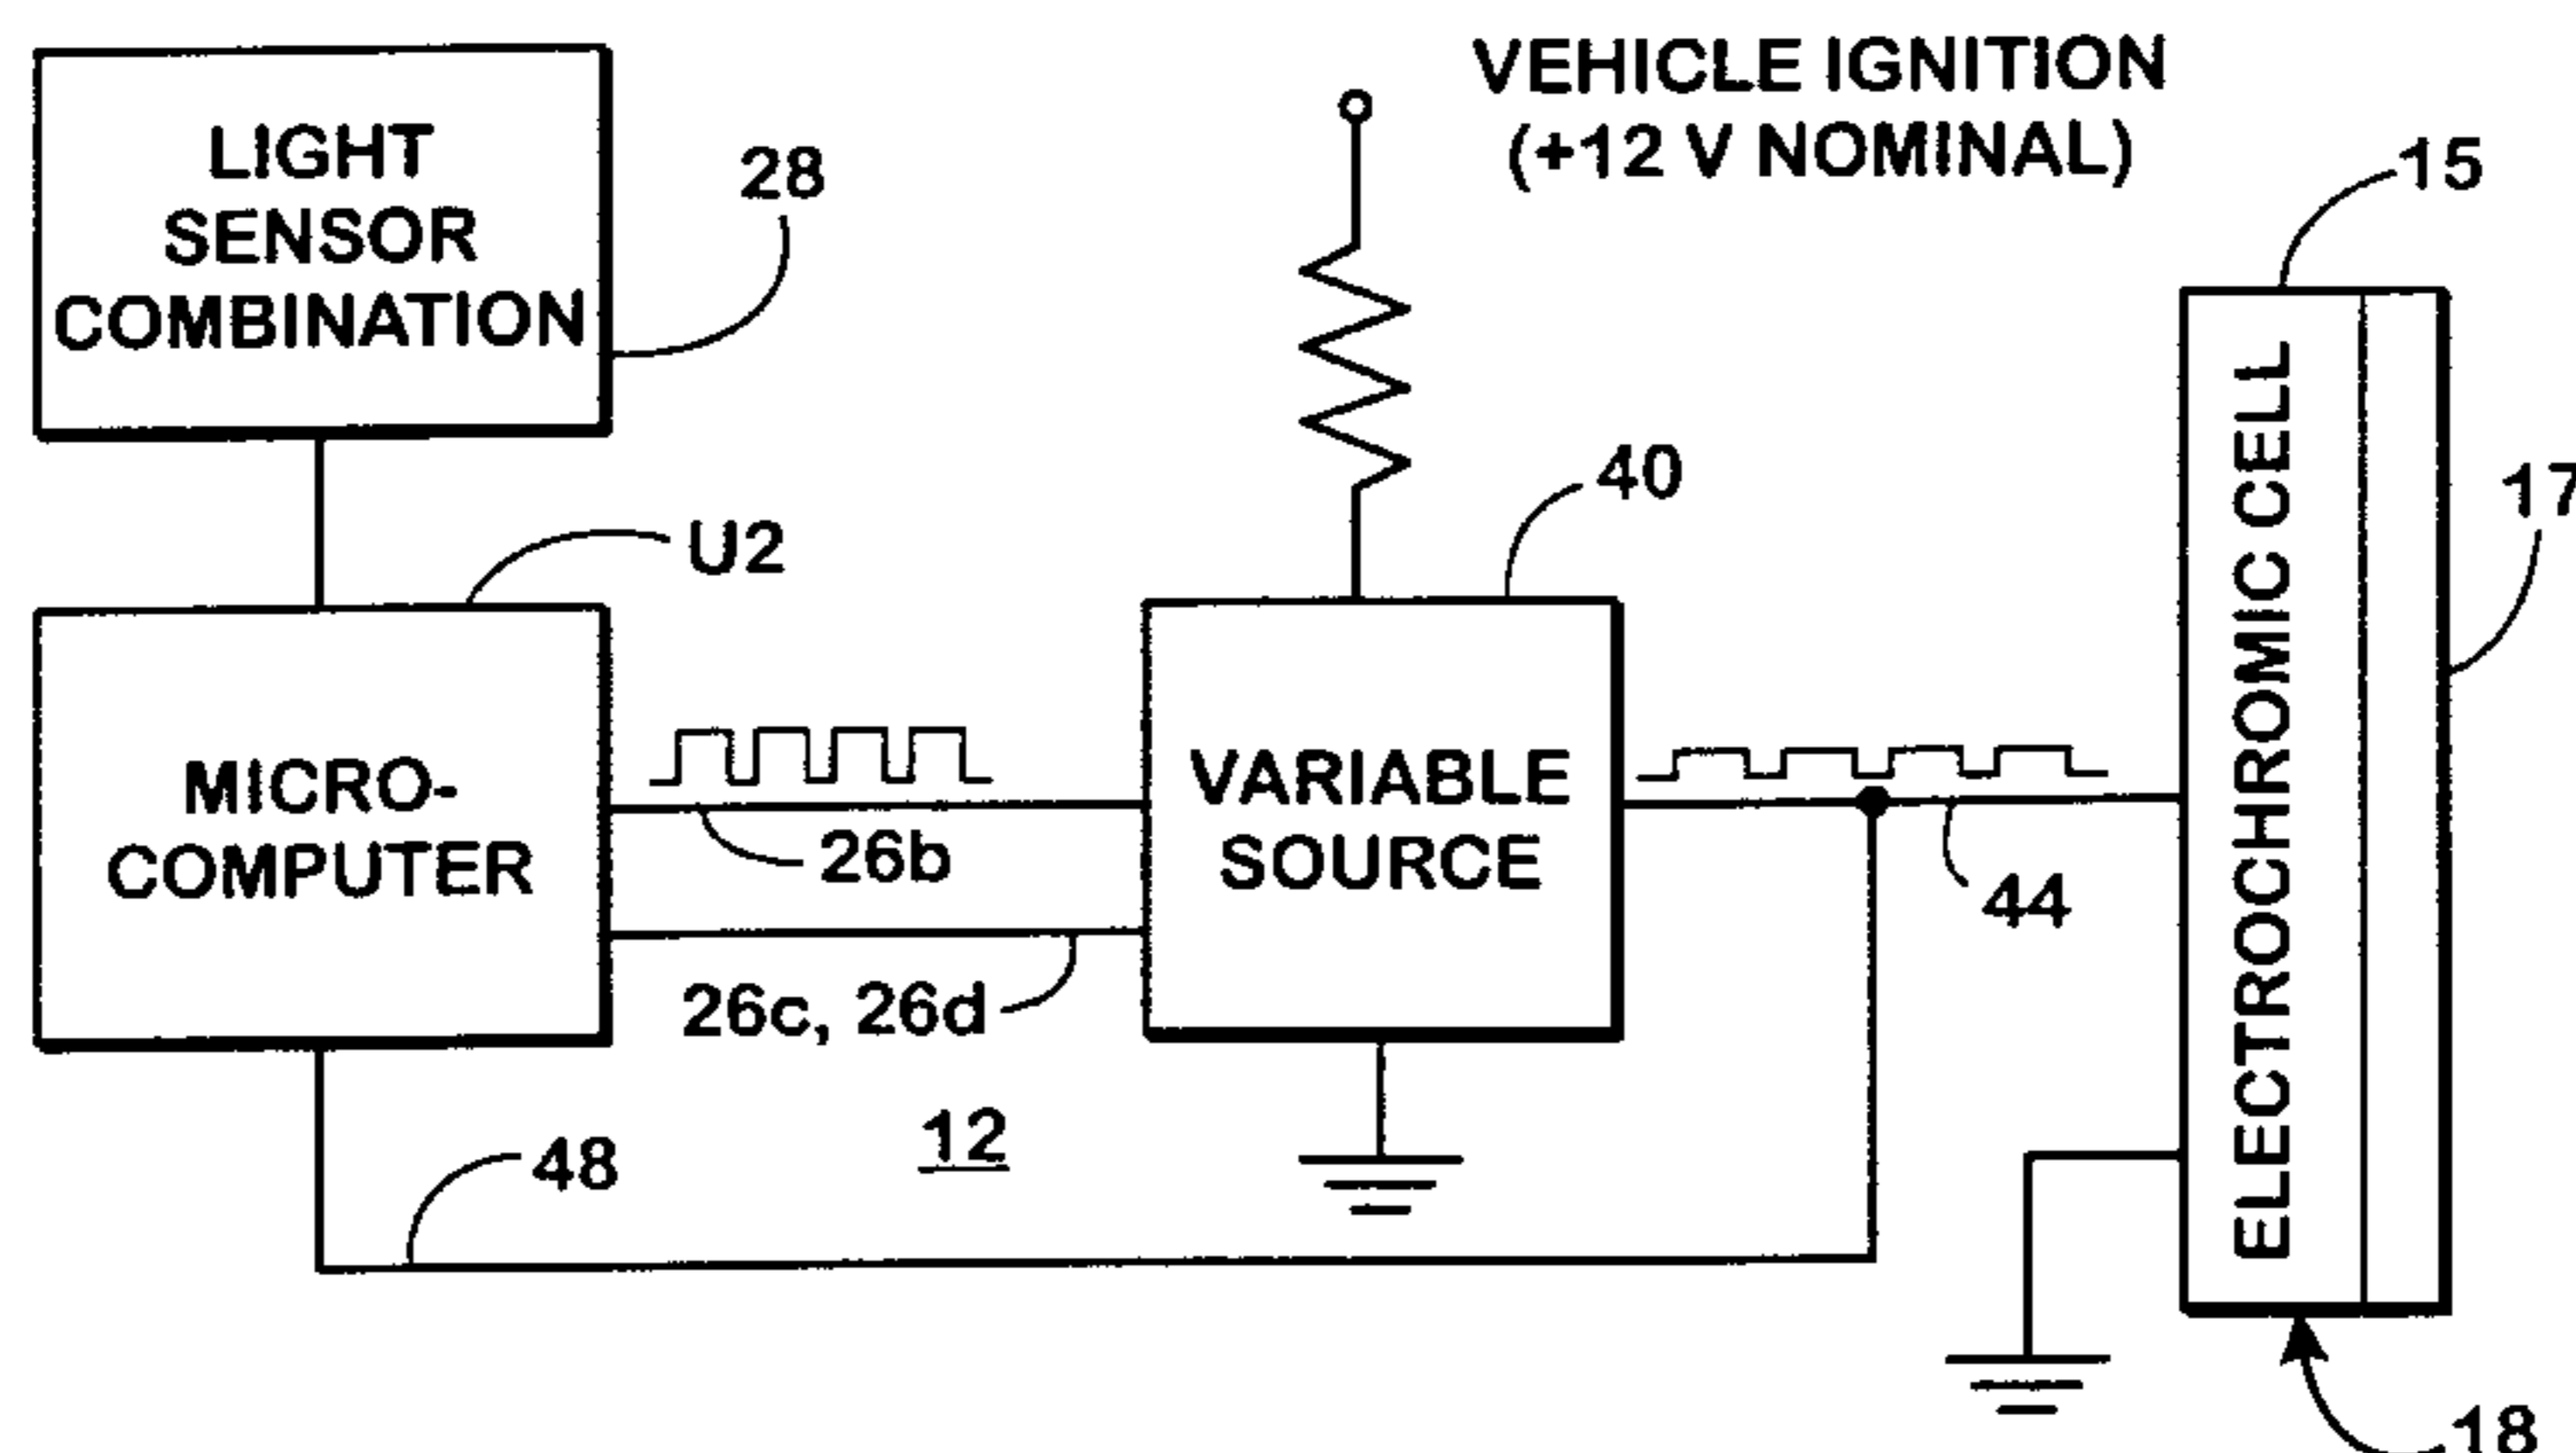 LIGHT
SENSOR
COMBINATION
28
VEHICLE IGNITION
(+12 V NOMINAL)
15
40
17
U2
MICRO-
COMPUTER
26b
26c, 26d
VARIABLE
SOURCE
44
ELECTROCHROMIC CELL
12
48
18